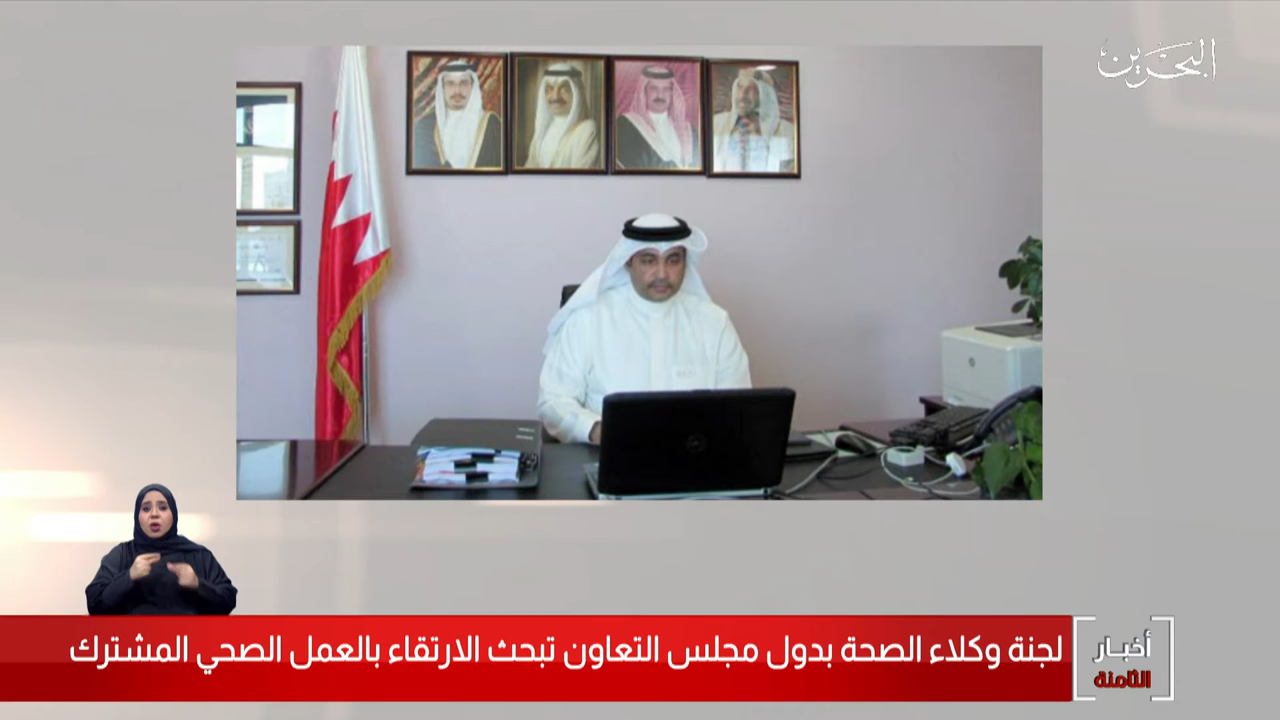 البحرين
لجنة وكلاء الصحة بدول مجلس التعاون تبحث الارتقاء بالعمل الصحي المشترك
أخبار
الثامنة